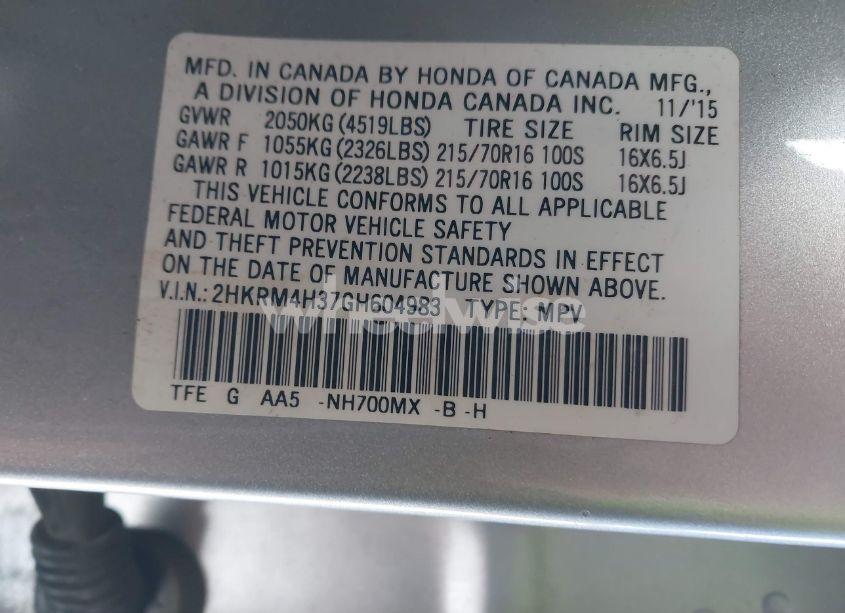 MFD. IN CANADA BY HONDA OF CANADA MFG.,
A DIVISION OF HONDA CANADA INC. 11/'15
GVWR 2050KG (4519LBS) TIRE SIZE RIM SIZE
GAWR F 1055KG (2326LBS) 215/70R16 100S 16X6.5J
GAWR R 1015KG (2238LBS) 215/70R16 100S 16X6.5J
THIS VEHICLE CONFORMS TO ALL APPLICABLE
FEDERAL MOTOR VEHICLE SAFETY
AND THEFT PREVENTION STANDARDS IN EFFECT
ON THE DATE OF MANUFACTURE SHOWN ABOVE.
V.I.N.: 2HKRM4H37GH604983 TYPE: MPV
wheelwise
TFE G AA5 -NH700MX -B -H